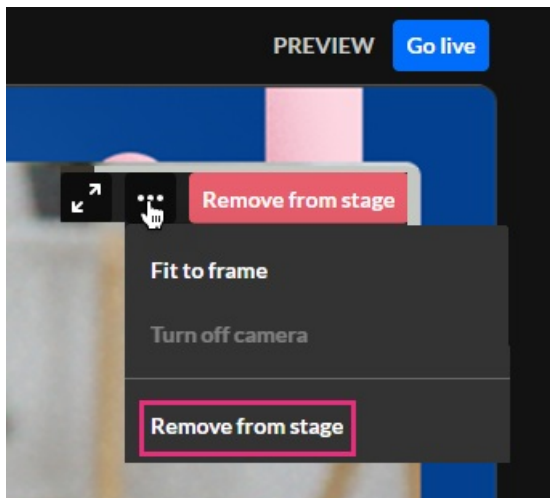 PREVIEW Go live
Remove from stage
Fit to frame
Turn off camera
Remove from stage